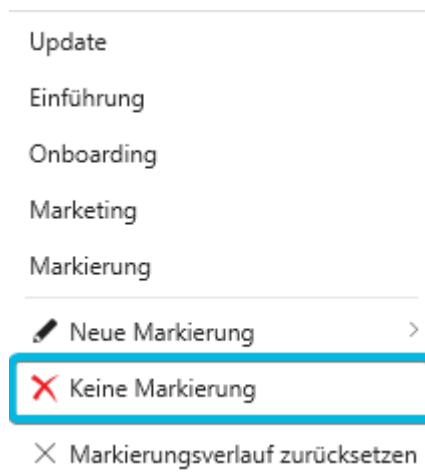 Update
Einführung
Onboarding
Marketing
Markierung
Neue Markierung
Keine Markierung
Markierungsverlauf zurücksetzen